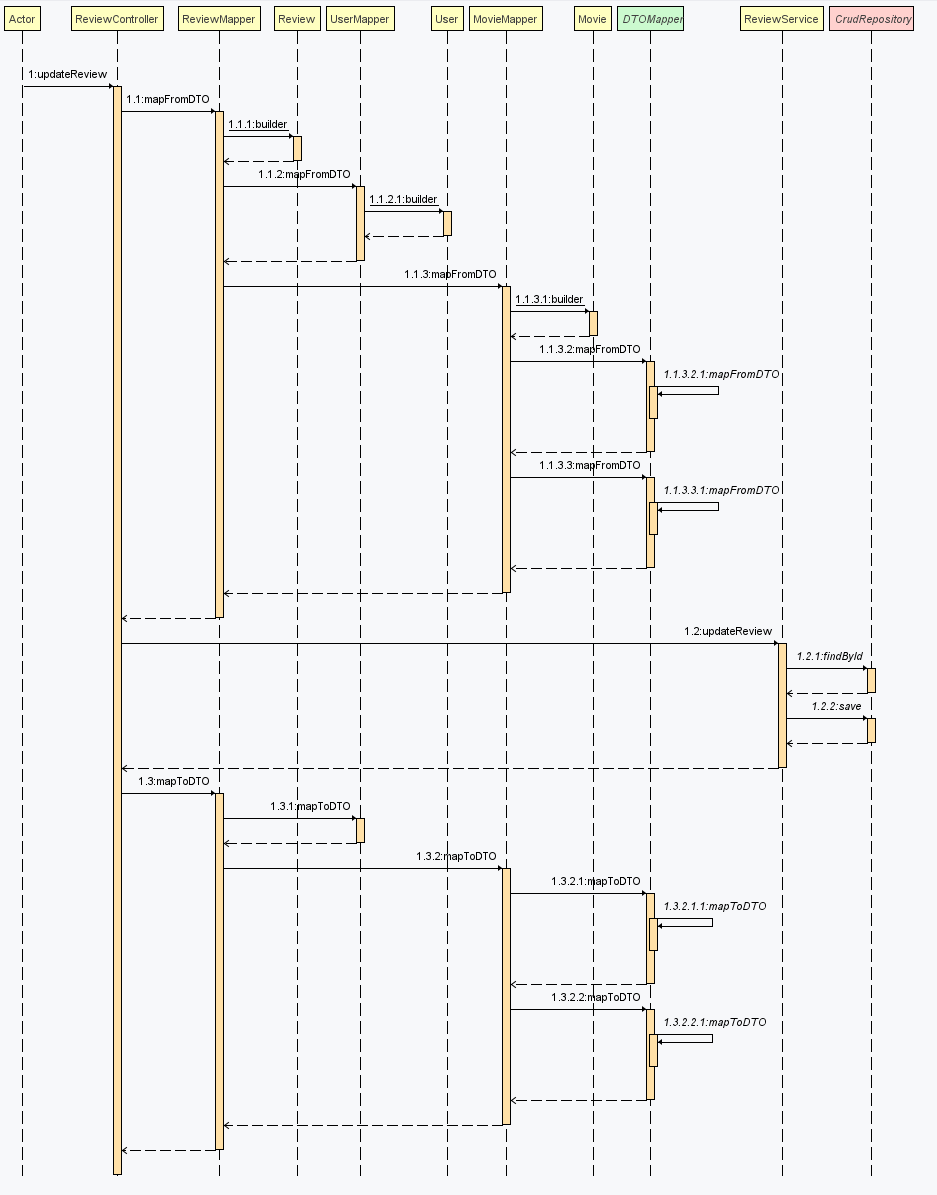 Actor ReviewController ReviewMapper Review UserMapper User MovieMapper Movie DTOMapper ReviewService CrudRepository
1:updateReview
1.1:mapFromDTO
1.1.1:builder
1.1.2:mapFromDTO
1.1.2.1:builder
1.1.3:mapFromDTO
1.1.3.1:builder
1.1.3.2:mapFromDTO
1.1.3.2.1:mapFromDTO
1.1.3.3:mapFromDTO
1.1.3.3.1:mapFromDTO
1.2:updateReview
1.2.1:findById
1.2.2:save
1.3:mapToDTO
1.3.1:mapToDTO
1.3.2:mapToDTO
1.3.2.1:mapToDTO
1.3.2.1.1:mapToDTO
1.3.2.2:mapToDTO
1.3.2.2.1:mapToDTO